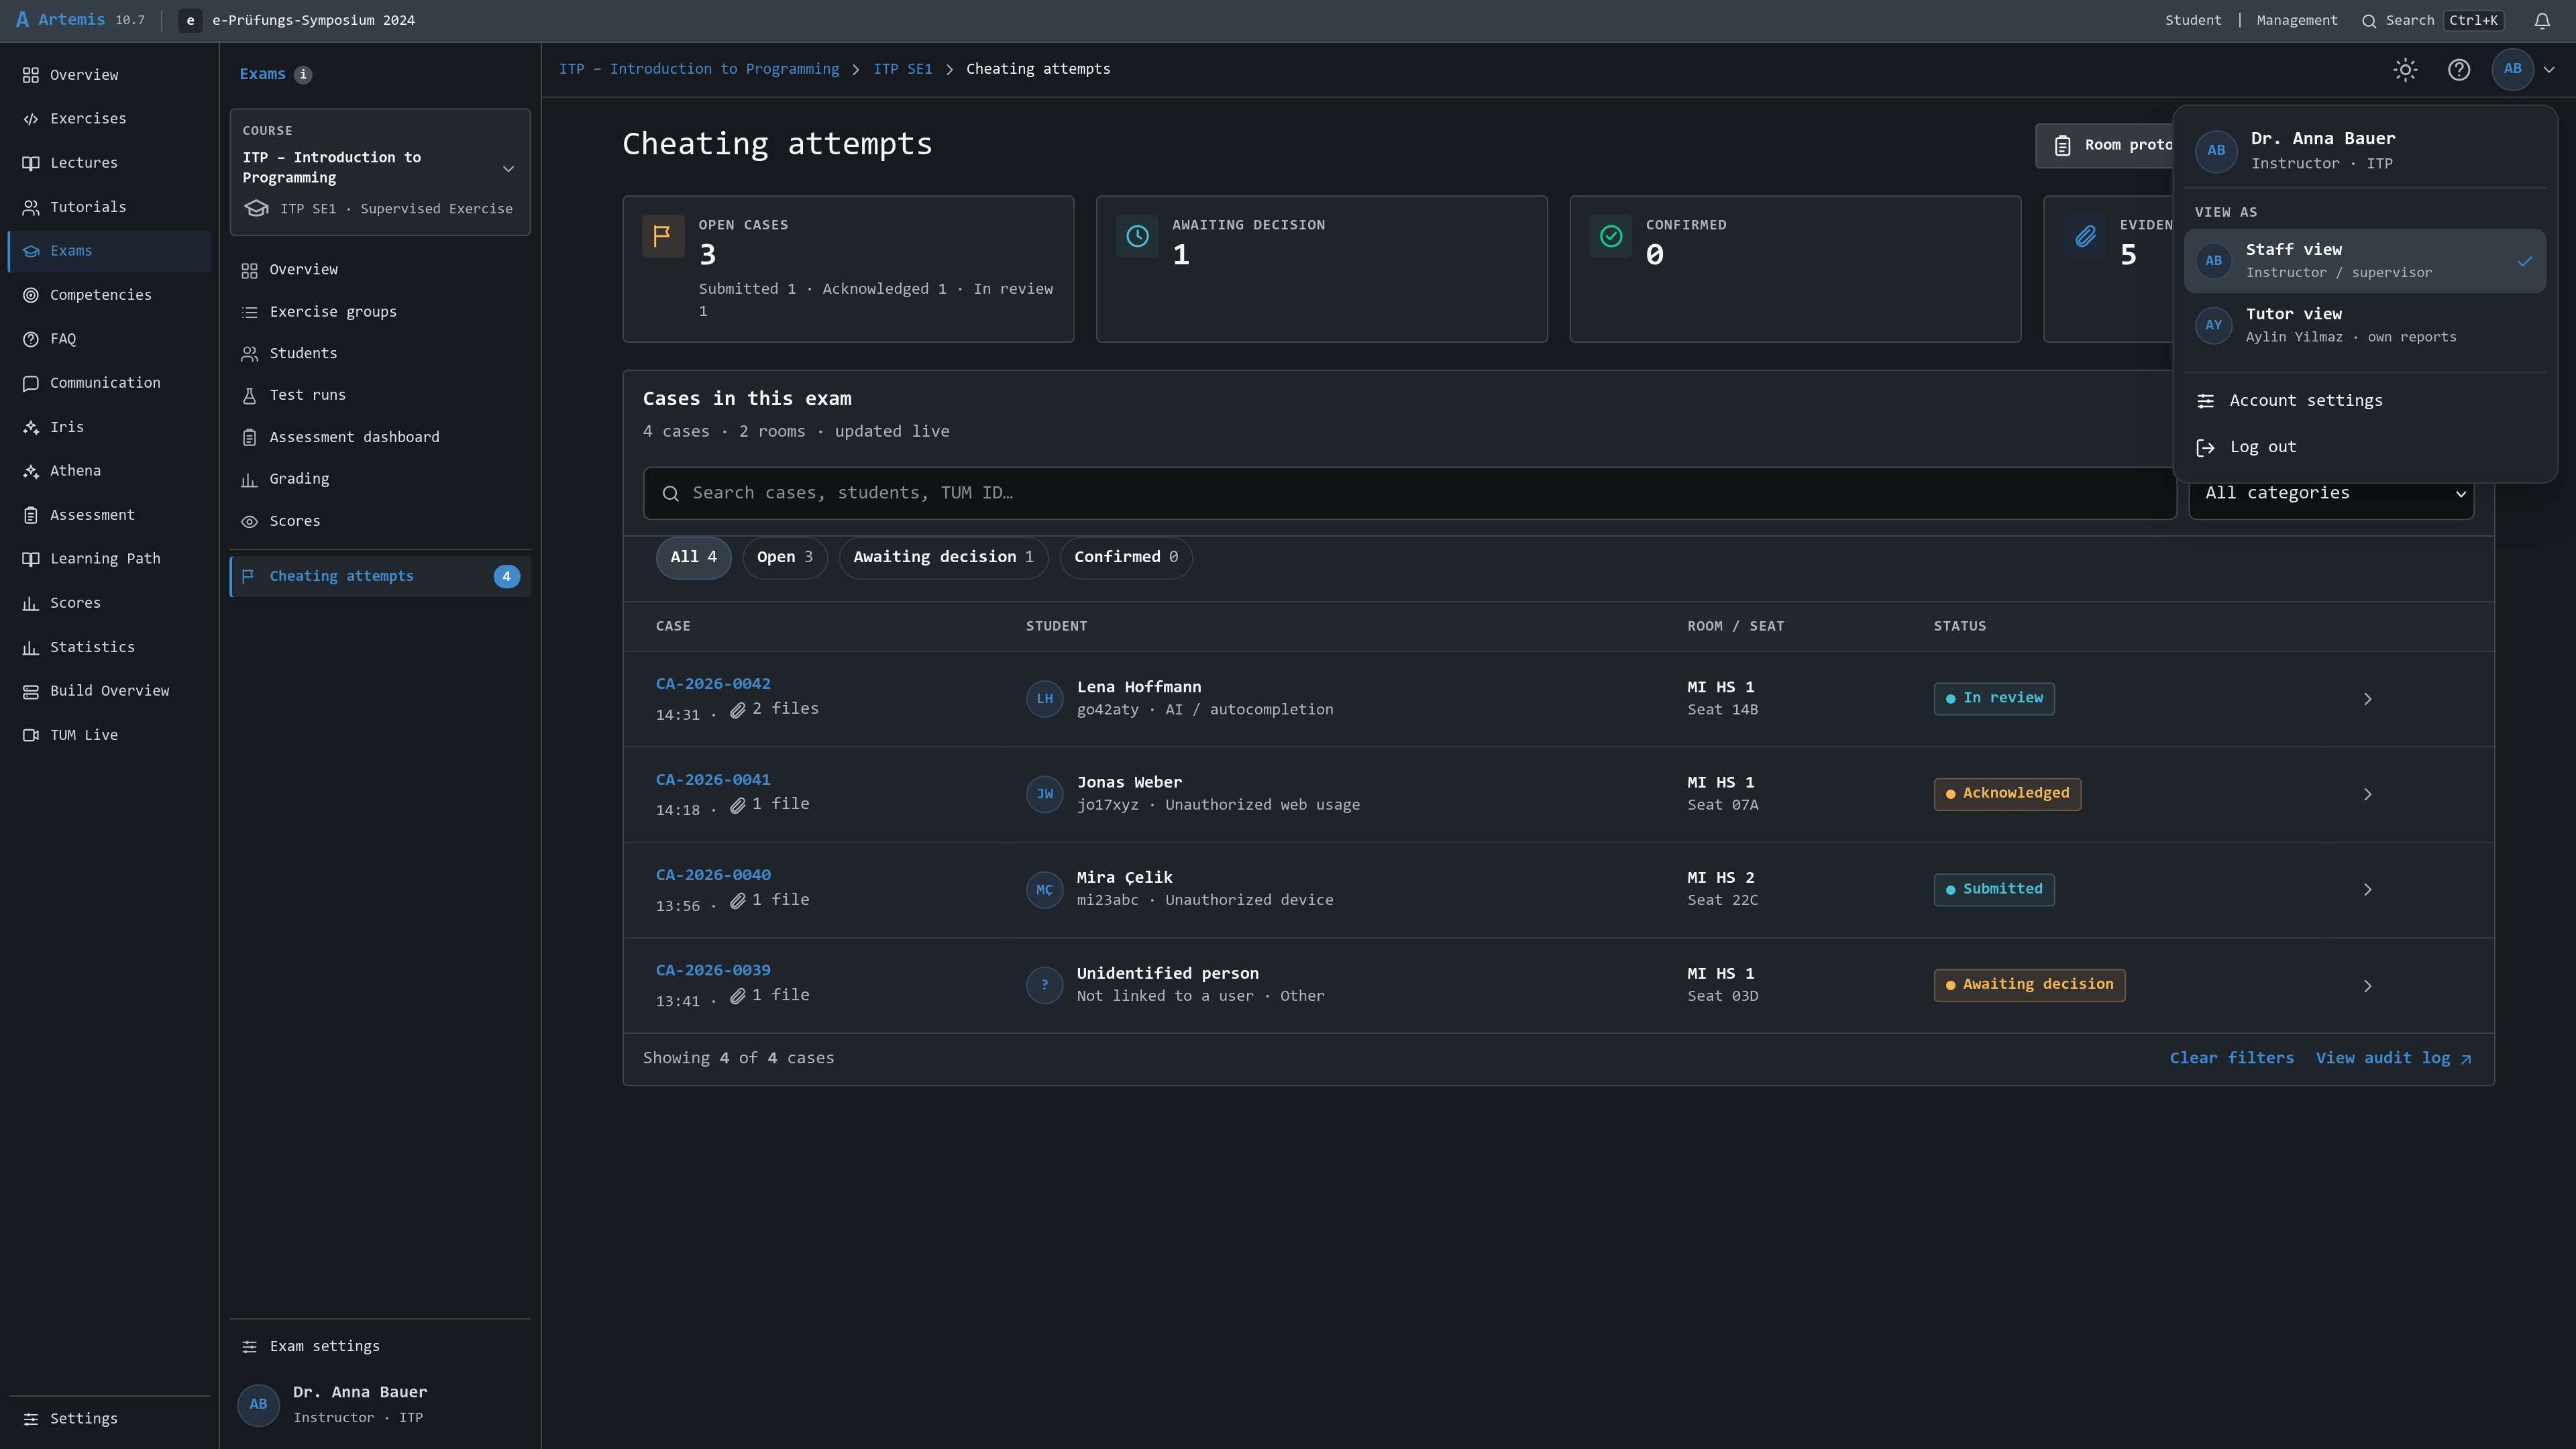 A Artemis 10.7 e e-Prüfungs-Symposium 2024
Student | Management Search Ctrl+K
Overview
Exercises
Lectures
Tutorials
Exams
Competencies
FAQ
Communication
Iris
Athena
Assessment
Learning Path
Scores
Statistics
Build Overview
TUM Live
Settings
Exams i
COURSE
ITP – Introduction to
Programming
ITP SE1 · Supervised Exercise
Overview
Exercise groups
Students
Test runs
Assessment dashboard
Grading
Scores
Cheating attempts 4
Exam settings
AB Dr. Anna Bauer
Instructor · ITP
ITP – Introduction to Programming > ITP SE1 > Cheating attempts
AB
Cheating attempts
Room proto
OPEN CASES
3
Submitted 1 · Acknowledged 1 · In review
1
AWAITING DECISION
1
CONFIRMED
0
EVIDEN
5
AB Dr. Anna Bauer
Instructor · ITP
VIEW AS
AB Staff view
Instructor / supervisor
AY Tutor view
Aylin Yilmaz · own reports
Account settings
Log out
Cases in this exam
4 cases · 2 rooms · updated live
Search cases, students, TUM ID…
All categories
All 4 Open 3 Awaiting decision 1 Confirmed 0
CASE STUDENT ROOM / SEAT STATUS
CA-2026-0042 LH Lena Hoffmann MI HS 1 In review
14:31 · 2 files go42aty · AI / autocompletion Seat 14B
CA-2026-0041 JW Jonas Weber MI HS 1 Acknowledged
14:18 · 1 file jo17xyz · Unauthorized web usage Seat 07A
CA-2026-0040 MÇ Mira Çelik MI HS 2 Submitted
13:56 · 1 file mi23abc · Unauthorized device Seat 22C
CA-2026-0039 ? Unidentified person MI HS 1 Awaiting decision
13:41 · 1 file Not linked to a user · Other Seat 03D
Showing 4 of 4 cases
Clear filters View audit log